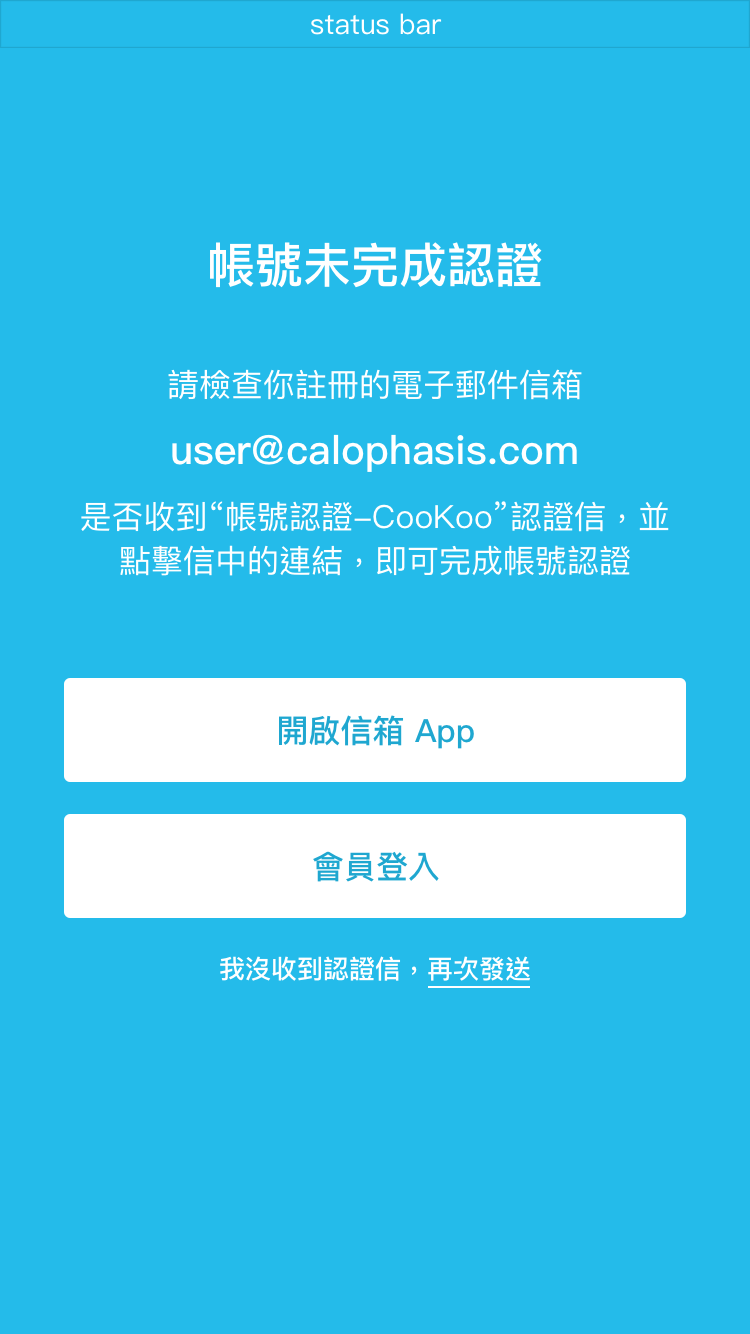 status bar
帳號未完成認證
請檢查你註冊的電子郵件信箱
user@calophasis.com
是否收到“帳號認證–CooKoo”認證信，並
點擊信中的連結，即可完成帳號認證
開啟信箱 App
會員登入
我沒收到認證信，再次發送